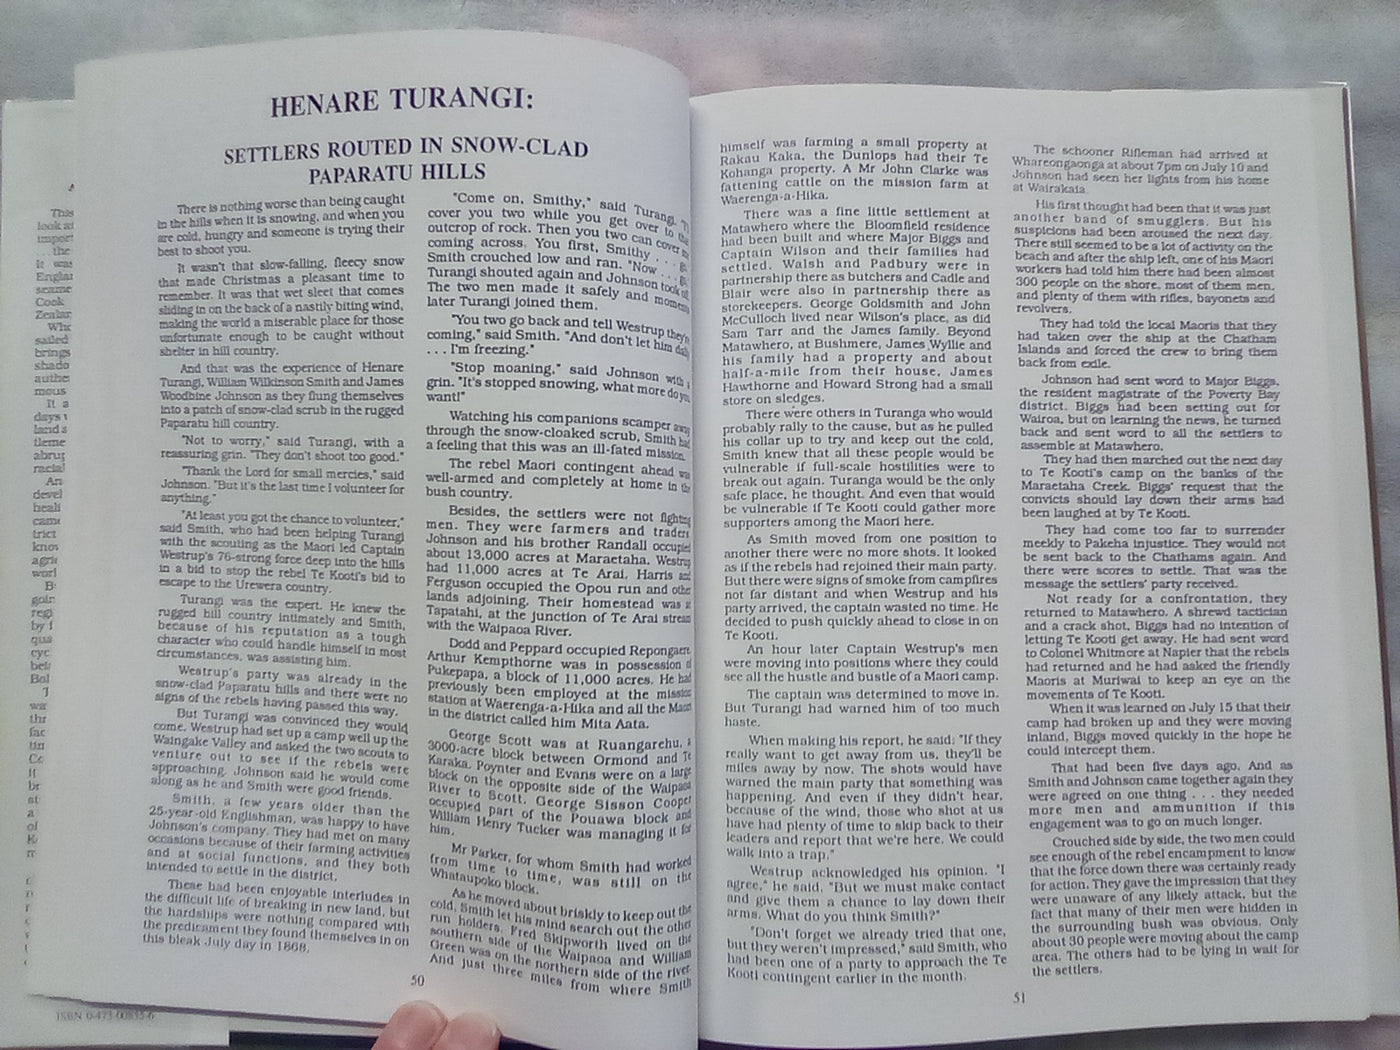 HENARE TURANGI:
SETTLERS ROUTED IN SNOW-CLAD
PAPARATU HILLS
There is nothing worse than being caught
in the hills when it is snowing, and when you
are cold, hungry and someone is trying their
best to shoot you.
It wasn't that slow-falling, fleecy snow
that made Christmas a pleasant time to
remember. It was that wet sleet that comes
sliding in on the back of a nastily biting wind,
making the world a miserable place for those
unfortunate enough to be caught without
shelter in hill country.
And that was the experience of Henare
Turangi, William Wilkinson Smith and James
Woodbine Johnson as they flung themselves
into a patch of snow-clad scrub in the rugged
Paparatu hill country.
"Not to worry," said Turangi, with a
reassuring grin. "They don't shoot too good."
"Thank the Lord for small mercies," said
Johnson. "But it's the last time I volunteer for
anything."
"At least you got the chance to volunteer,"
said Smith, who had been helping Turangi
with the scouting as the Maori led Captain
Westrup's 76-strong force deep into the hills
in a bid to stop the rebel Te Kooti's bid to
escape to the Urewera country.
Turangi was the expert. He knew the
rugged hill country intimately and Smith,
because of his reputation as a tough
character who could handle himself in most
circumstances, was assisting him.
Westrup's party was already in the
snow-clad Paparatu hills and there were no
signs of the rebels having passed this way.
But Turangi was convinced they would
come. Westrup had set up a camp well up the
Waingake Valley and asked the two scouts to
venture out to see if the rebels were
approaching. Johnson said he would come
along as he and Smith were good friends.
Smith, a few years older than the
25-year-old Englishman, was happy to have
Johnson's company. They had met on many
occasions because of their farming activities
and at social functions, and they both
intended to settle in the district.
These had been enjoyable interludes in
the difficult life of breaking in new land, but
the hardships were nothing compared with
the predicament they found themselves in on
this bleak July day in 1868.
"Come on, Smithy," said Turangi.
cover you two while you get over to the
outcrop of rock. Then you two can cover me
coming across. You first, Smithy . . .
Smith crouched low and ran. "Now . . .
Turangi shouted again and Johnson took off.
The two men made it safely and moments
later Turangi joined them.
"You two go back and tell Westrup they're
coming," said Smith. "And don't let him dally
. . . I'm freezing."
"Stop moaning," said Johnson with a
grin. "It's stopped snowing, what more do you
want!"
Watching his companions scamper away
through the snow-cloaked scrub, Smith had
a feeling that this was an ill-fated mission.
The rebel Maori contingent ahead was
well-armed and completely at home in the
bush country.
Besides, the settlers were not fighting
men. They were farmers and traders.
Johnson and his brother Randall occupied
about 13,000 acres at Maraetaha. Westrup
had 11,000 acres at Te Arai, Harris and
Ferguson occupied the Opou run and other
lands adjoining. Their homestead was at
Tapatahi, at the junction of Te Arai stream
with the Waipaoa River.
Dodd and Peppard occupied Repongaere.
Arthur Kempthorne was in possession of
Pukepapa, a block of 11,000 acres. He had
previously been employed at the mission
station at Waerenga-a-Hika and all the Maori
in the district called him Mita Aata.
George Scott was at Ruangarehu, a
3000-acre block between Ormond and Te
Karaka. Poynter and Evans were on a large
block on the opposite side of the Waipaoa
River to Scott. George Sisson Cooper
occupied part of the Pouawa block and
William Henry Tucker was managing it for
him.
Mr Parker, for whom Smith had worked
from time to time, was still on the
Whataupoko block.
As he moved about briskly to keep out the
cold, Smith let his mind search out the other
run holders. Fred Skipworth lived on the
southern side of the Waipaoa and William
Green was on the northern side of the river.
And just three miles from where Smith
50
himself was farming a small property at
Rakau Kaka, the Dunlops had their Te
Kohanga property. A Mr John Clarke was
fattening cattle on the mission farm at
Waerenga-a-Hika.
There was a fine little settlement at
Matawhero where the Bloomfield residence
had been built and where Major Biggs and
Captain Wilson and their families had
settled. Walsh and Padbury were in
partnership there as butchers and Cadle and
Blair were also in partnership there as
storekeepers. George Goldsmith and John
McCulloch lived near Wilson's place, as did
Sam Tarr and the James family. Beyond
Matawhero, at Bushmere, James Wyllie and
his family had a property and about
half-a-mile from their house, James
Hawthorne and Howard Strong had a small
store on sledges.
There were others in Turanga who would
probably rally to the cause, but as he pulled
his collar up to try and keep out the cold,
Smith knew that all these people would be
vulnerable if full-scale hostilities were to
break out again. Turanga would be the only
safe place, he thought. And even that would
be vulnerable if Te Kooti could gather more
supporters among the Maori here.
As Smith moved from one position to
another there were no more shots. It looked
as if the rebels had rejoined their main party.
But there were signs of smoke from campfires
not far distant and when Westrup and his
party arrived, the captain wasted no time. He
decided to push quickly ahead to close in on
Te Kooti.
An hour later Captain Westrup's men
were moving into positions where they could
see all the hustle and bustle of a Maori camp.
The captain was determined to move in.
But Turangi had warned him of too much
haste.
When making his report, he said: "If they
really want to get away from us, they'll be
miles away by now. The shots would have
warned the main party that something was
happening. And even if they didn't hear,
because of the wind, those who shot at us
have had plenty of time to skip back to their
leaders and report that we're here. We could
walk into a trap."
Westrup acknowledged his opinion. "I
agree," he said, "But we must make contact
and give them a chance to lay down their
arms. What do you think Smith?"
"Don't forget we already tried that one,
but they weren't impressed," said Smith, who
had been one of a party to approach the Te
Kooti contingent earlier in the month.
The schooner Rifleman had arrived at
Whareongaonga at about 7pm on July 10 and
Johnson had seen her lights from his home
at Wairakaia.
His first thought had been that it was just
another band of smugglers. But his
suspicions had been aroused the next day.
There still seemed to be a lot of activity on the
beach and after the ship left, one of his Maori
workers had told him there had been almost
300 people on the shore, most of them men,
and plenty of them with rifles, bayonets and
revolvers.
They had told the local Maoris that they
had taken over the ship at the Chatham
Islands and forced the crew to bring them
back from exile.
Johnson had sent word to Major Biggs,
the resident magistrate of the Poverty Bay
district. Biggs had been setting out for
Wairoa, but on learning the news, he turned
back and sent word to all the settlers to
assemble at Matawhero.
They had then marched out the next day
to Te Kooti's camp on the banks of the
Maraetaha Creek. Biggs' request that the
convicts should lay down their arms had
been laughed at by Te Kooti.
They had come too far to surrender
meekly to Pakeha injustice. They would not
be sent back to the Chathams again. And
there were scores to settle. That was the
message the settlers' party received.
Not ready for a confrontation, they
returned to Matawhero. A shrewd tactician
and a crack shot, Biggs had no intention of
letting Te Kooti get away. He had sent word
to Colonel Whitmore at Napier that the rebels
had returned and he had asked the friendly
Maoris at Muriwai to keep an eye on the
movements of Te Kooti.
When it was learned on July 15 that their
camp had broken up and they were moving
inland, Biggs moved quickly in the hope he
could intercept them.
That had been five days ago. And as
Smith and Johnson came together again they
were agreed on one thing . . . they needed
more men and ammunition if this
engagement was to go on much longer.
Crouched side by side, the two men could
see enough of the rebel encampment to know
that the force down there was certainly ready
for action. They gave the impression that they
were unaware of any likely attack, but the
fact that many of their men were hidden in
the surrounding bush was obvious. Only
about 30 people were moving about the camp
area. The others had to be lying in wait for
the settlers.
51
ISBN 0-473-00835-6